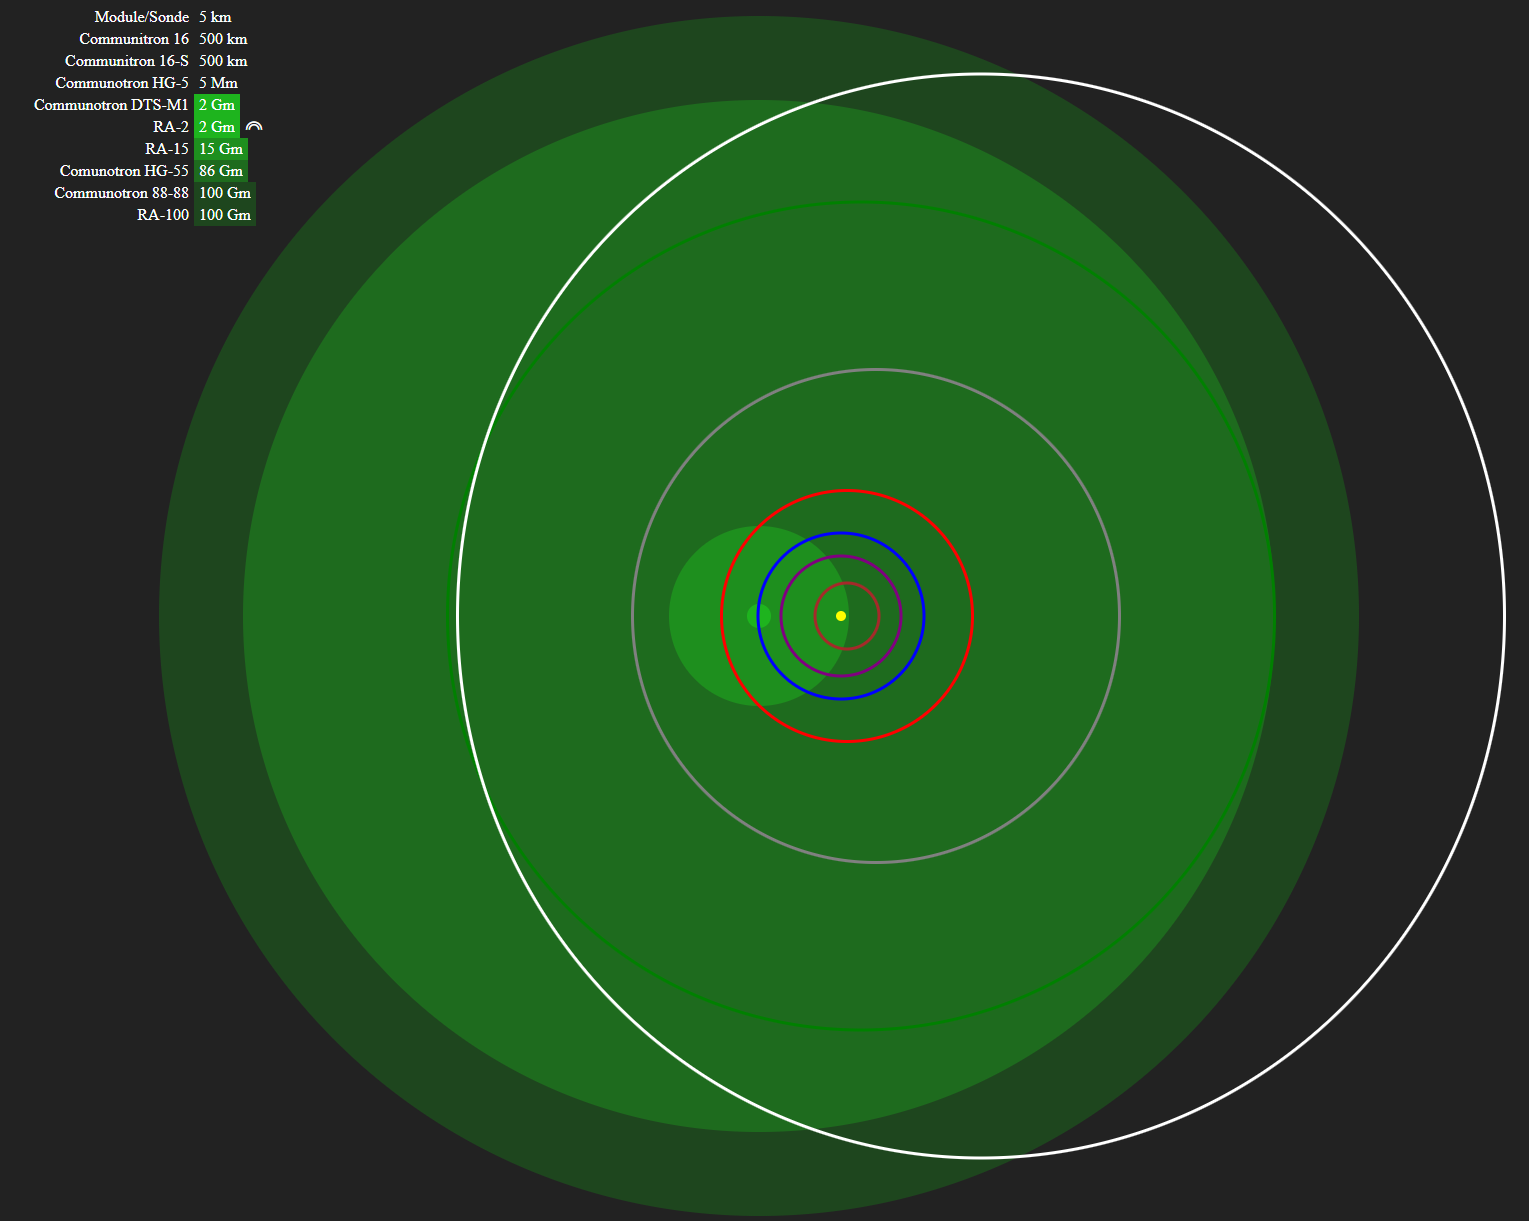 Module/Sonde 5 km
Communitron 16 500 km
Communitron 16-S 500 km
Communotron HG-5 5 Mm
Communotron DTS-M1 2 Gm
RA-2 2 Gm
RA-15 15 Gm
Comunotron HG-55 86 Gm
Communotron 88-88 100 Gm
RA-100 100 Gm